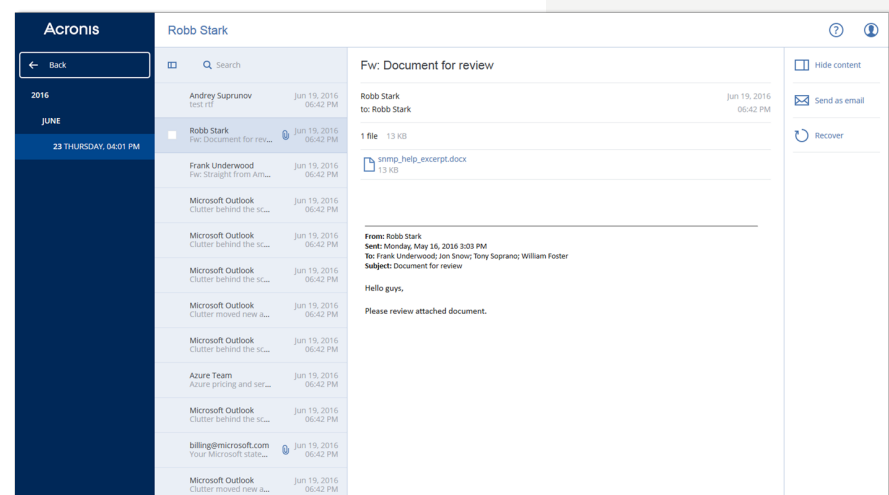 Acronis
Robb Stark
Back
2016
JUNE
23 THURSDAY, 04:01 PM
Search
Andrey Suprunov Jun 19, 2016
test rtf 06:42 PM
Robb Stark Jun 19, 2016
Fw: Document for rev... 06:42 PM
Frank Underwood Jun 19, 2016
Fw: Straight from Am... 06:42 PM
Microsoft Outlook Jun 19, 2016
Clutter behind the sc... 06:42 PM
Microsoft Outlook Jun 19, 2016
Clutter behind the sc... 06:42 PM
Microsoft Outlook Jun 19, 2016
Clutter behind the sc... 06:42 PM
Microsoft Outlook Jun 19, 2016
Clutter moved new a... 06:42 PM
Microsoft Outlook Jun 19, 2016
Clutter behind the sc... 06:42 PM
Azure Team Jun 19, 2016
Azure pricing and ser... 06:42 PM
Microsoft Outlook Jun 19, 2016
Clutter behind the sc... 06:42 PM
billing@microsoft.com Jun 19, 2016
Your Microsoft state... 06:42 PM
Microsoft Outlook Jun 19, 2016
Clutter moved new a... 06:42 PM
Fw: Document for review
Robb Stark Jun 19, 2016
to: Robb Stark 06:42 PM
1 file 13 KB
snmp_help_excerpt.docx
13 KB
From: Robb Stark
Sent: Monday, May 16, 2016 3:03 PM
To: Frank Underwood; Jon Snow; Tony Soprano; William Foster
Subject: Document for review
Hello guys,
Please review attached document.
?
Hide content
Send as email
Recover